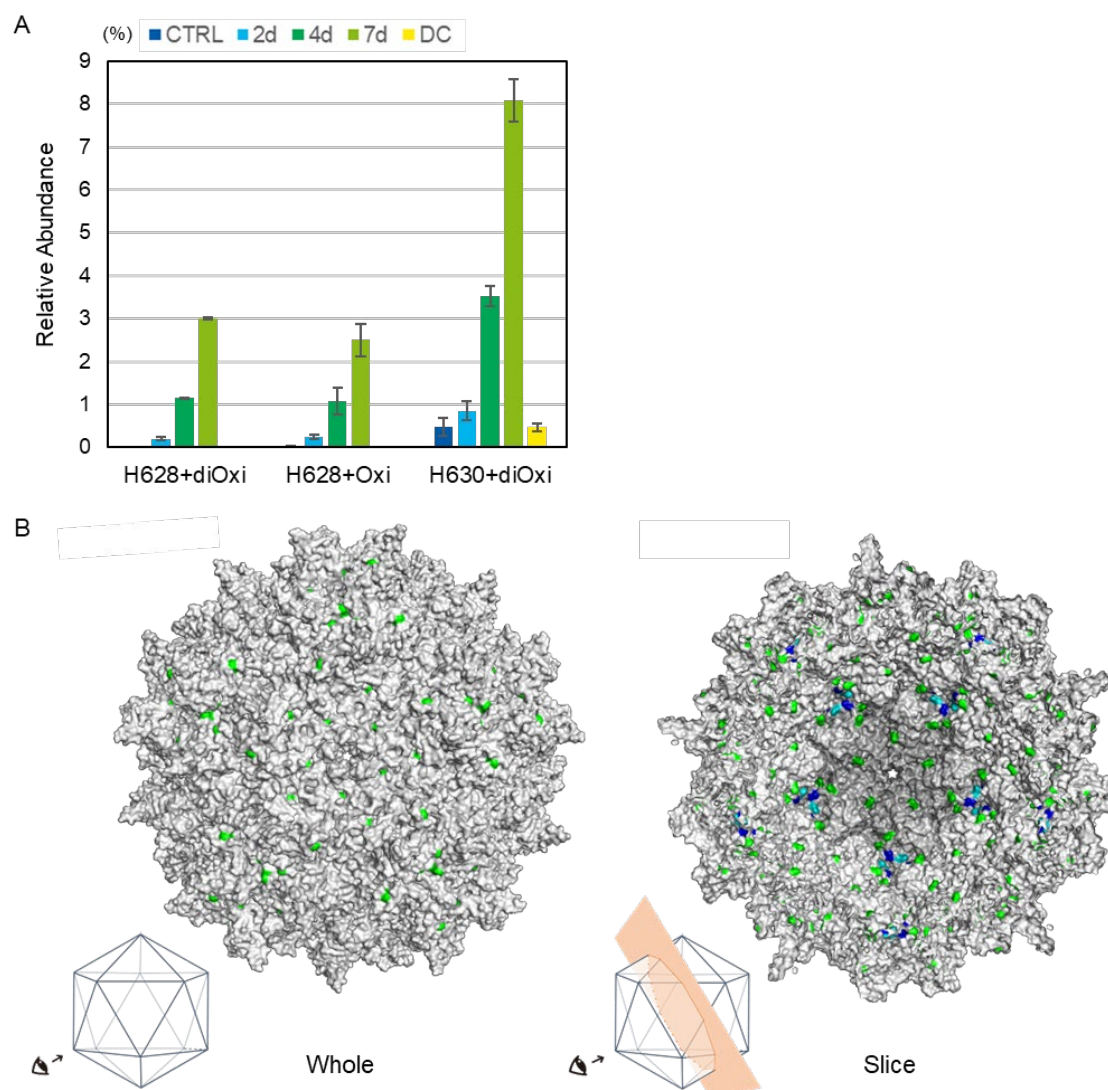 A
(%) CTRL 2d 4d 7d DC
9
8
7
6
5
4
3
2
1
0
Relative Abundance
H628+diOxi H628+Oxi H630+diOxi
B
Whole Slice